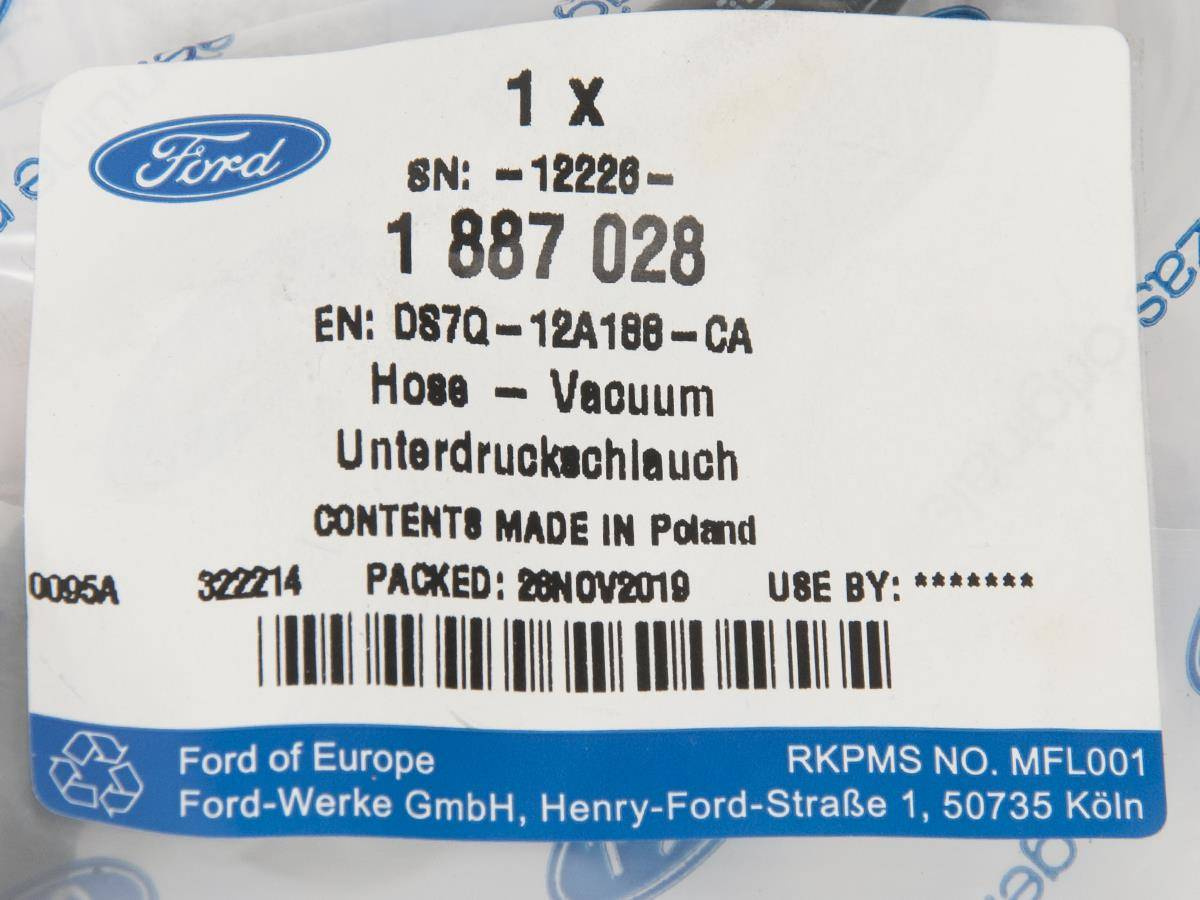 Ford
1 X
SN: -12226-
1 887 028
EN: DS7Q-12A188-CA
Hose - Vacuum
Unterdruckschlauch
CONTENTS MADE IN Poland
0095A 322214 PACKED: 28NOV2019 USE BY: *******
Ford of Europe RKPMS NO. MFL001
Ford-Werke GmbH, Henry-Ford-Straße 1, 50735 Köln